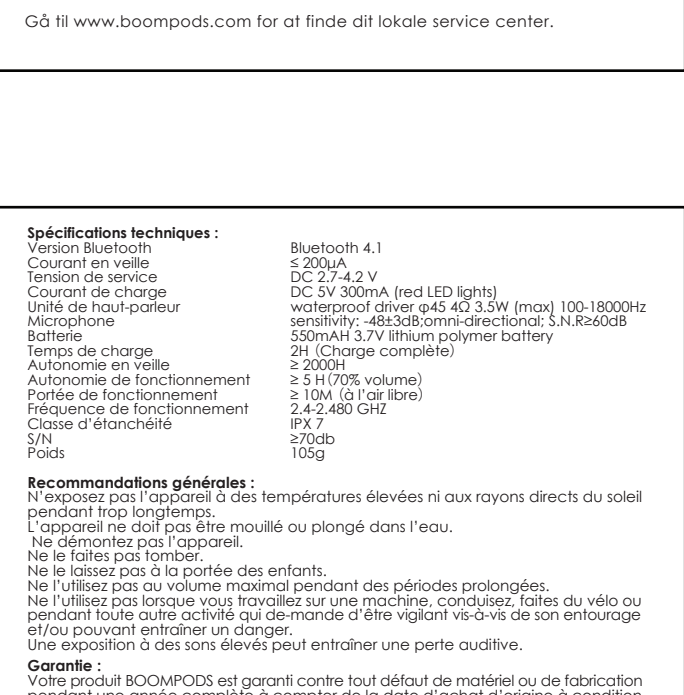 Gå til www.boompods.com for at finde dit lokale service center.
Spécifications techniques :
Version Bluetooth Bluetooth 4.1
Courant en veille ≤ 200µA
Tension de service DC 2.7-4.2 V
Courant de charge DC 5V 300mA (red LED lights)
Unité de haut-parleur waterproof driver φ45 4Ω 3.5W (max) 100-18000Hz
Microphone sensitivity: -48±3dB;omni-directional; S.N.R≥60dB
Batterie 550mAH 3.7V lithium polymer battery
Temps de charge 2H (Charge complète)
Autonomie en veille ≥ 2000H
Autonomie de fonctionnement ≥ 5 H (70% volume)
Portée de fonctionnement ≥ 10M (à l'air libre)
Fréquence de fonctionnement 2.4-2.480 GHZ
Classe d'étanchéité IPX 7
S/N ≥70db
Poids 105g
Recommandations générales :
N'exposez pas l'appareil à des températures élevées ni aux rayons directs du soleil
pendant trop longtemps.
L'appareil ne doit pas être mouillé ou plongé dans l'eau.
Ne démontez pas l'appareil.
Ne le faites pas tomber.
Ne le laissez pas à la portée des enfants.
Ne l'utilisez pas au volume maximal pendant des périodes prolongées.
Ne l'utilisez pas lorsque vous travaillez sur une machine, conduisez, faites du vélo ou
pendant toute autre activité qui de-mande d'être vigilant vis-à-vis de son entourage
et/ou pouvant entraîner un danger.
Une exposition à des sons élevés peut entraîner une perte auditive.
Garantie :
Votre produit BOOMPODS est garanti contre tout défaut de matériel ou de fabrication
pendant une année complète à compter de la date d'achat d'origine à condition